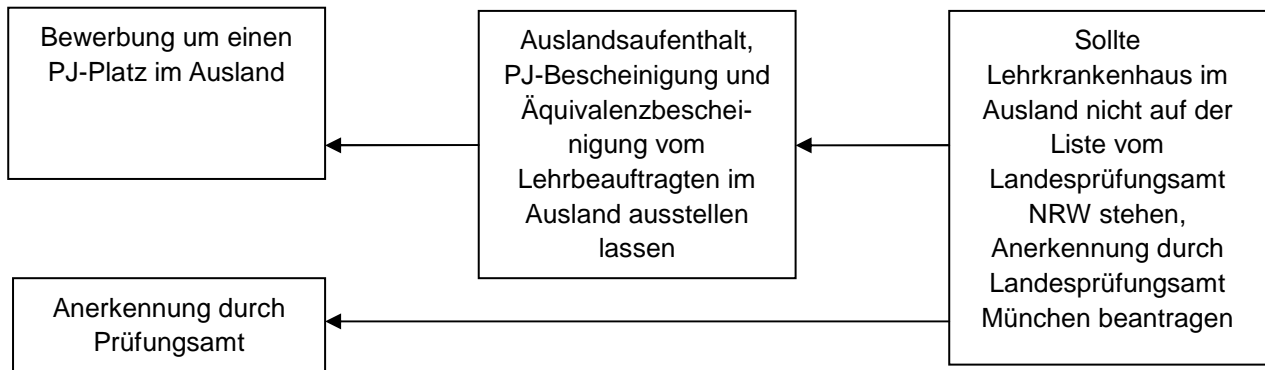 Bewerbung um einen
PJ-Platz im Ausland
Auslandsaufenthalt,
PJ-Bescheinigung und
Äquivalenzbeschei-
nigung vom
Lehrbeauftragten im
Ausland ausstellen
lassen
Sollte
Lehrkrankenhaus im
Ausland nicht auf der
Liste vom
Landesprüfungsamt
NRW stehen,
Anerkennung durch
Landesprüfungsamt
München beantragen
Anerkennung durch
Prüfungsamt